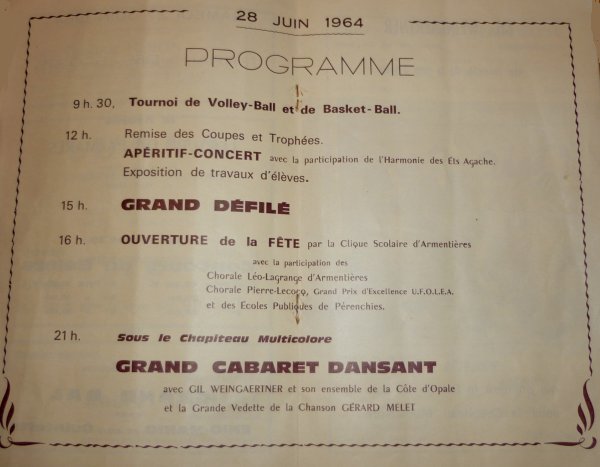 28 JUIN 1964
PROGRAMME
9 h. 30, Tournoi de Volley-Ball et de Basket-Ball.
12 h. Remise des Coupes et Trophées.
APÉRITIF-CONCERT avec la participation de l'Harmonie des Éts Agache.
Exposition de travaux d'élèves.
15 h. GRAND DÉFILÉ
16 h. OUVERTURE de la FÊTE par la Clique Scolaire d'Armentières
avec la participation des
Chorale Léo-Lagrange d'Armentières
Chorale Pierre-Lecocq, Grand Prix d'Excellence U.F.O.L.E.A.
et des Ecoles Publiques de Pérenchies.
21 h. Sous le Chapiteau Multicolore
GRAND CABARET DANSANT
avec GIL WEINGAERTNER et son ensemble de la Côte d'Opale
et la Grande Vedette de la Chanson GÉRARD MELET